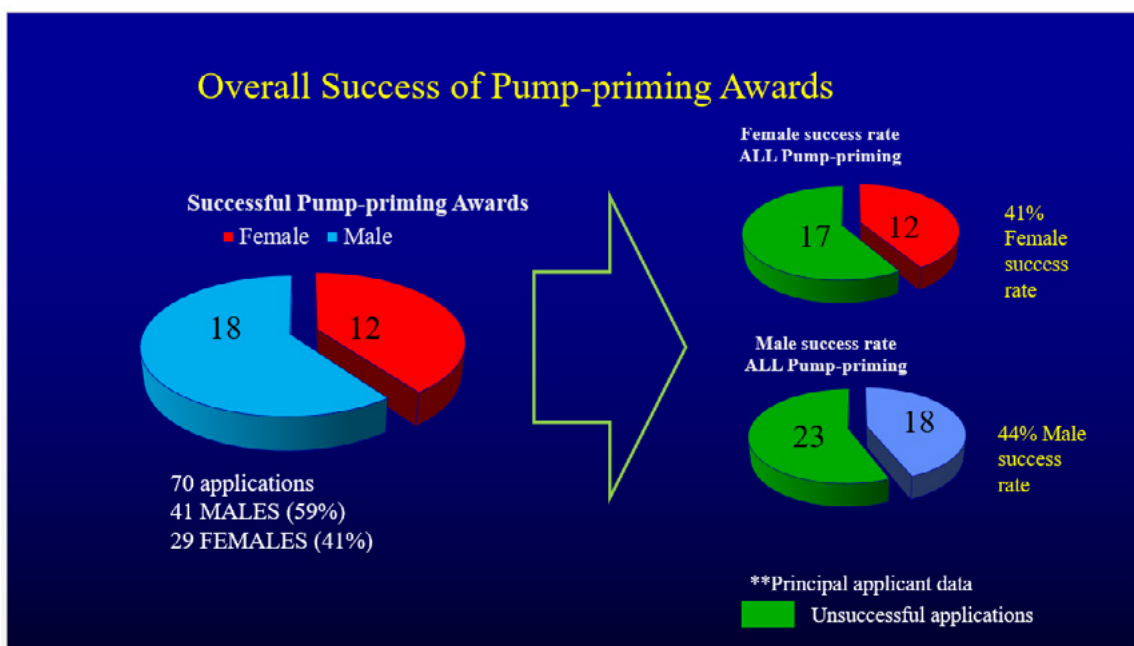 Overall Success of Pump-priming Awards
Successful Pump-priming Awards
Female Male
18
12
70 applications
41 MALES (59%)
29 FEMALES (41%)
Female success rate
ALL Pump-priming
17
12
41%
Female
success
rate
Male success rate
ALL Pump-priming
23
18
44% Male
success
rate
**Principal applicant data
Unsuccessful applications